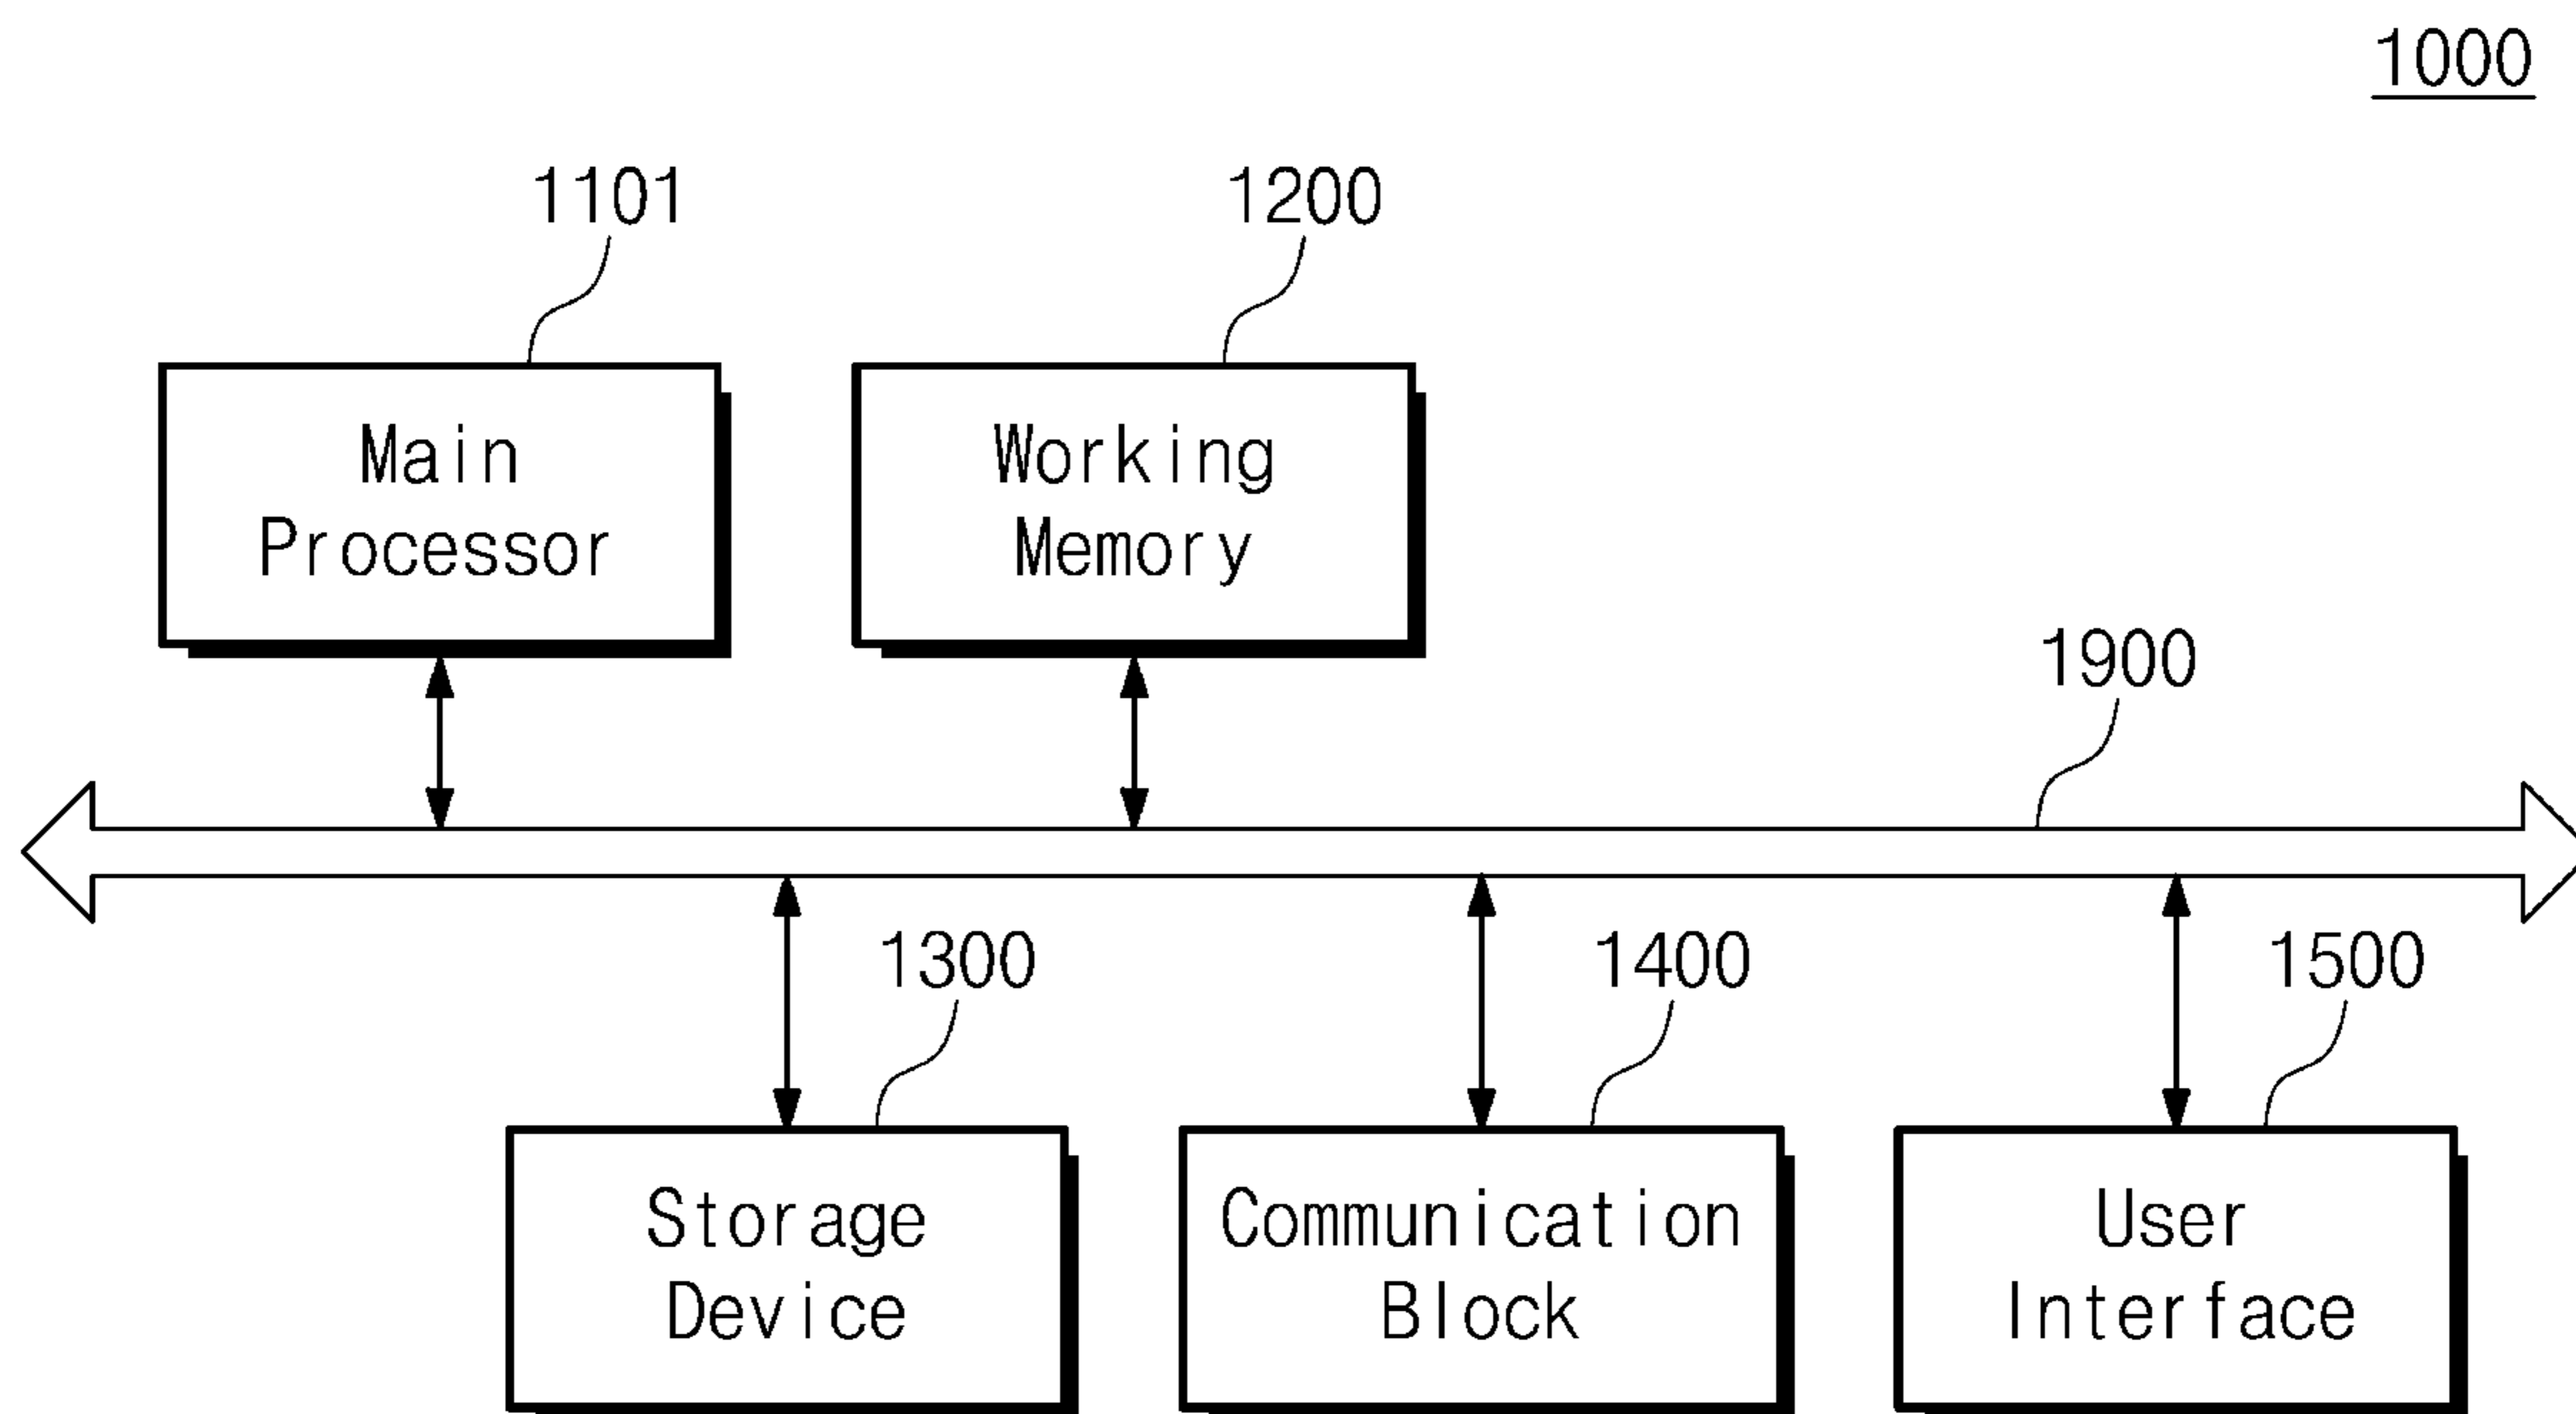 1000
1101
1200
Main
Processor
Working
Memory
1900
1300
1400
1500
Storage
Device
Communication
Block
User
Interface